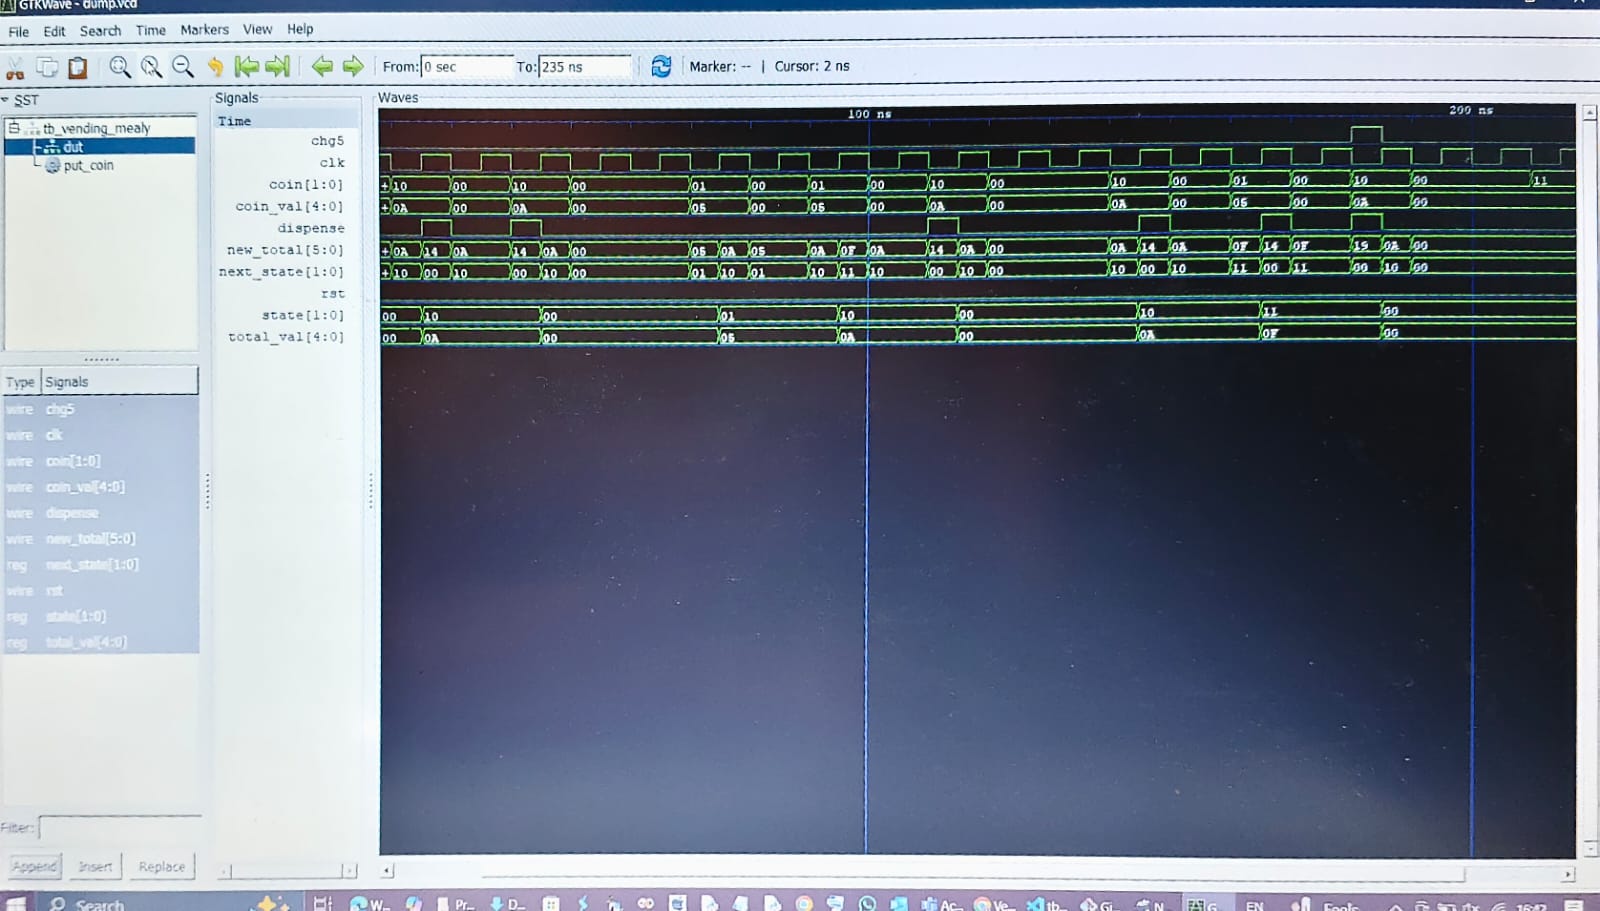 GTKWave - dump.vcd
File Edit Search Time Markers View Help
From: 0 sec To: 235 ns Marker: -- | Cursor: 2 ns
SST
tb_vending_mealy
dut
put_coin
Signals
Time
chg5
clk
coin[1:0]
coin_val[4:0]
dispense
new_total[5:0]
next_state[1:0]
rst
state[1:0]
total_val[4:0]
Waves
100 ns 200 ns
+10 00 10 00 01 00 01 00 10 00 10 00 01 00 10 00 11
+0A 00 0A 00 05 00 05 00 0A 00 0A 00 05 00 0A 00
+0A 14 0A 14 0A 00 05 0A 05 0A 0F 0A 14 0A 00 0A 14 0A 0F 14 0F 19 0A 00
+10 00 10 00 10 00 01 10 01 10 11 10 00 10 00 10 00 10 11 00 11 00 10 00
00 10 00 01 10 00 10 11 00
00 0A 00 05 0A 00 0A 0F 00
Type Signals
wire chg5
wire clk
wire coin[1:0]
wire coin_val[4:0]
wire dispense
wire new_total[5:0]
reg next_state[1:0]
wire rst
reg state[1:0]
reg total_val[4:0]
Filter:
Append Insert Replace
Search W... Pr... D... Ac... Ve... tb... Gi... N... G... EN 16:42